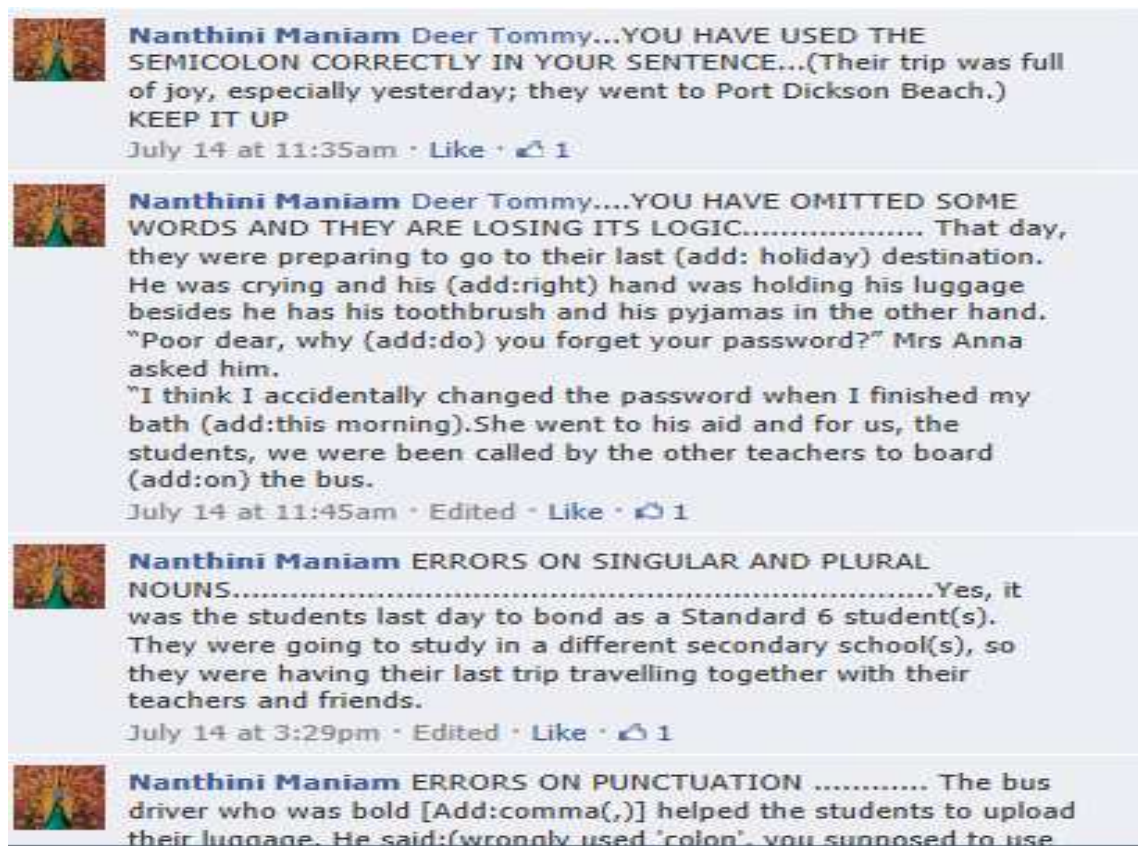 Nanthini Maniam Deer Tommy...YOU HAVE USED THE
SEMICOLON CORRECTLY IN YOUR SENTENCE...(Their trip was full
of joy, especially yesterday; they went to Port Dickson Beach.)
KEEP IT UP
July 14 at 11:35am · Like · 1
Nanthini Maniam Deer Tommy....YOU HAVE OMITTED SOME
WORDS AND THEY ARE LOSING ITS LOGIC................... That day,
they were preparing to go to their last (add: holiday) destination.
He was crying and his (add:right) hand was holding his luggage
besides he has his toothbrush and his pyjamas in the other hand.
"Poor dear, why (add:do) you forget your password?" Mrs Anna
asked him.
"I think I accidentally changed the password when I finished my
bath (add:this morning).She went to his aid and for us, the
students, we were been called by the other teachers to board
(add:on) the bus.
July 14 at 11:45am · Edited · Like · 1
Nanthini Maniam ERRORS ON SINGULAR AND PLURAL
NOUNS......................................................................Yes, it
was the students last day to bond as a Standard 6 student(s).
They were going to study in a different secondary school(s), so
they were having their last trip travelling together with their
teachers and friends.
July 14 at 3:29pm · Edited · Like · 1
Nanthini Maniam ERRORS ON PUNCTUATION ............ The bus
driver who was bold [Add:comma(,)] helped the students to upload
their luggage. He said:(wrongly used 'colon', you supposed to use